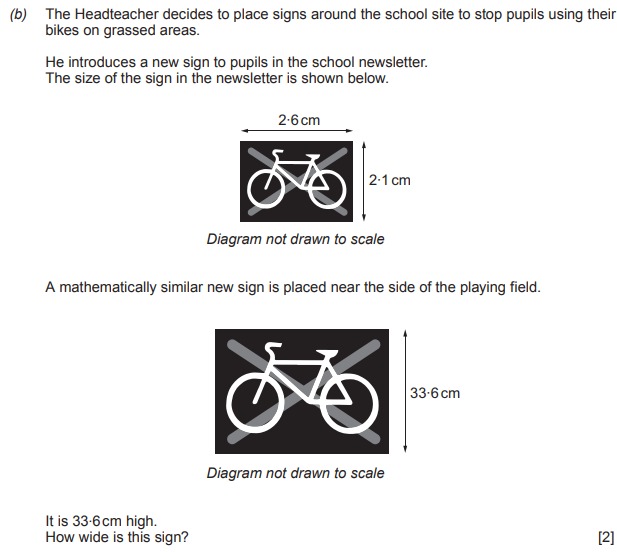 (b) The Headteacher decides to place signs around the school site to stop pupils using their
bikes on grassed areas.
He introduces a new sign to pupils in the school newsletter.
The size of the sign in the newsletter is shown below.
2·6 cm
2·1 cm
Diagram not drawn to scale
A mathematically similar new sign is placed near the side of the playing field.
33·6 cm
Diagram not drawn to scale
It is 33·6 cm high.
How wide is this sign? [2]